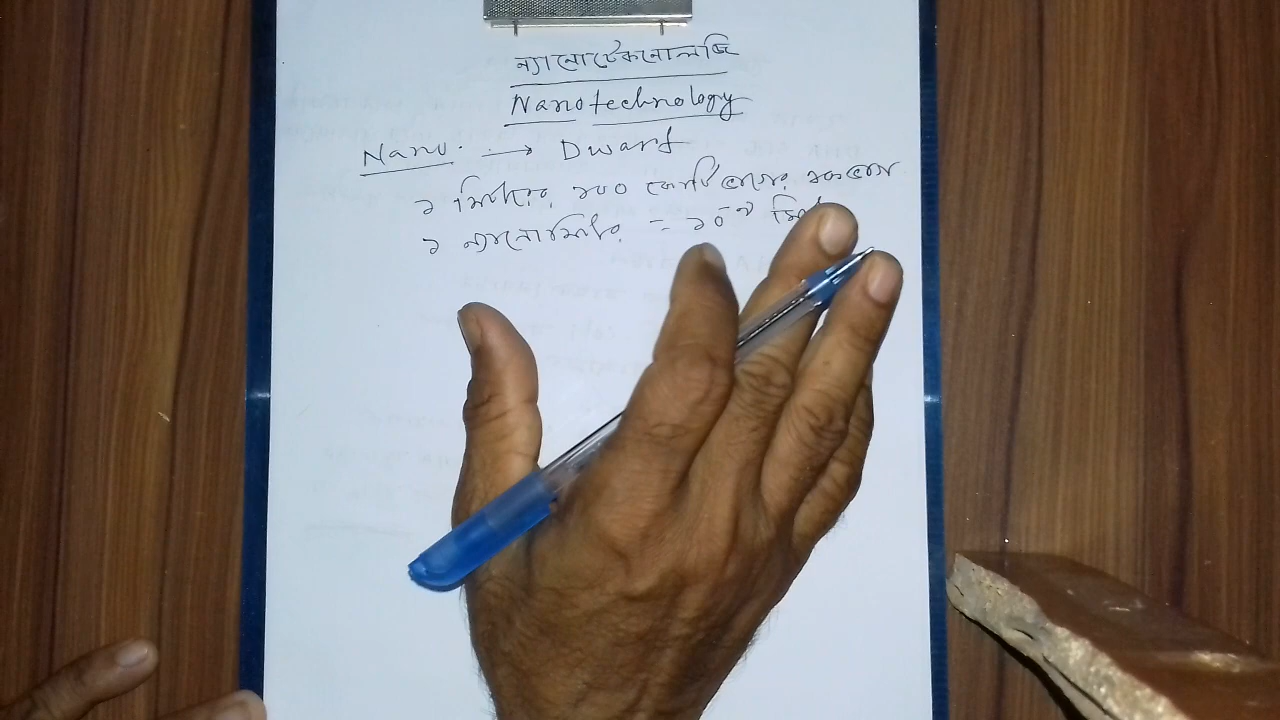 ন্যানোটেকনোলজি
Nanotechnology
Nano. → Dwarf
১ মিটারের ১০০ কোটিভাগের একভাগ
১ ন্যানোমিটার = ১০⁻⁹